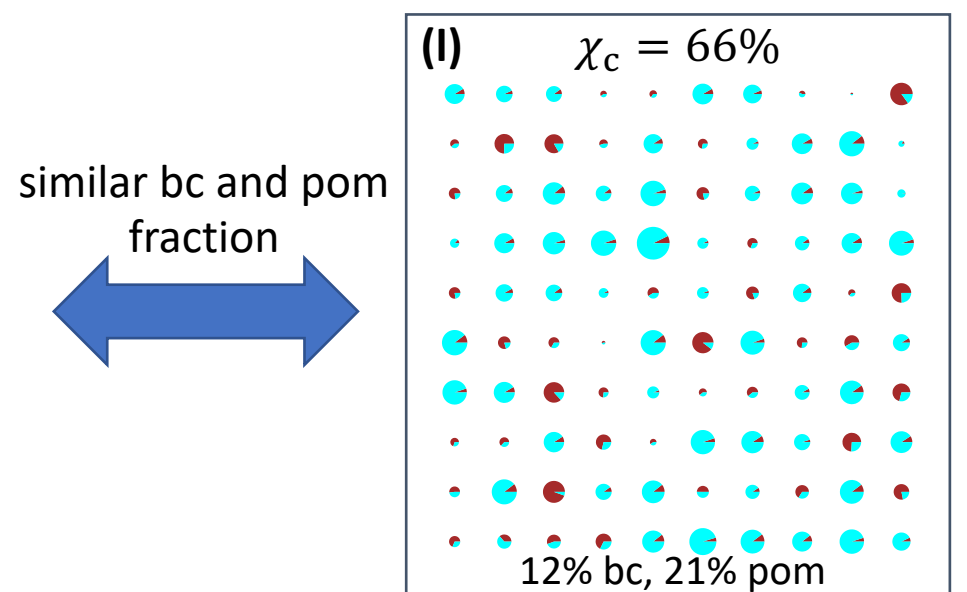 (I)
χc = 66%
similar bc and pom
fraction
12% bc, 21% pom